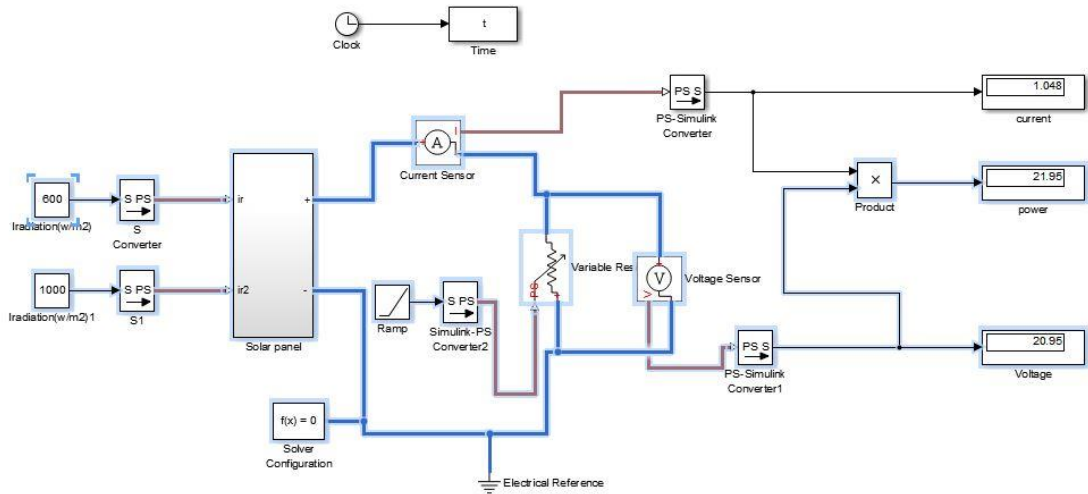 t
Clock
Time
1.048
PS S
PS-Simulink
Converter
current
A
I
Current Sensor
21.95
×
Product
power
600
S PS
ir
+
Iradiation(w/m2)
S
Converter
Variable Res
PS
V
Voltage Sensor
1000
S PS
ir2
-
Iradiation(w/m2)1
S1
S PS
Ramp
Simulink-PS
Converter2
Solar panel
PS S
20.95
PS-Simulink
Converter1
Voltage
f(x) = 0
Solver
Configuration
Electrical Reference